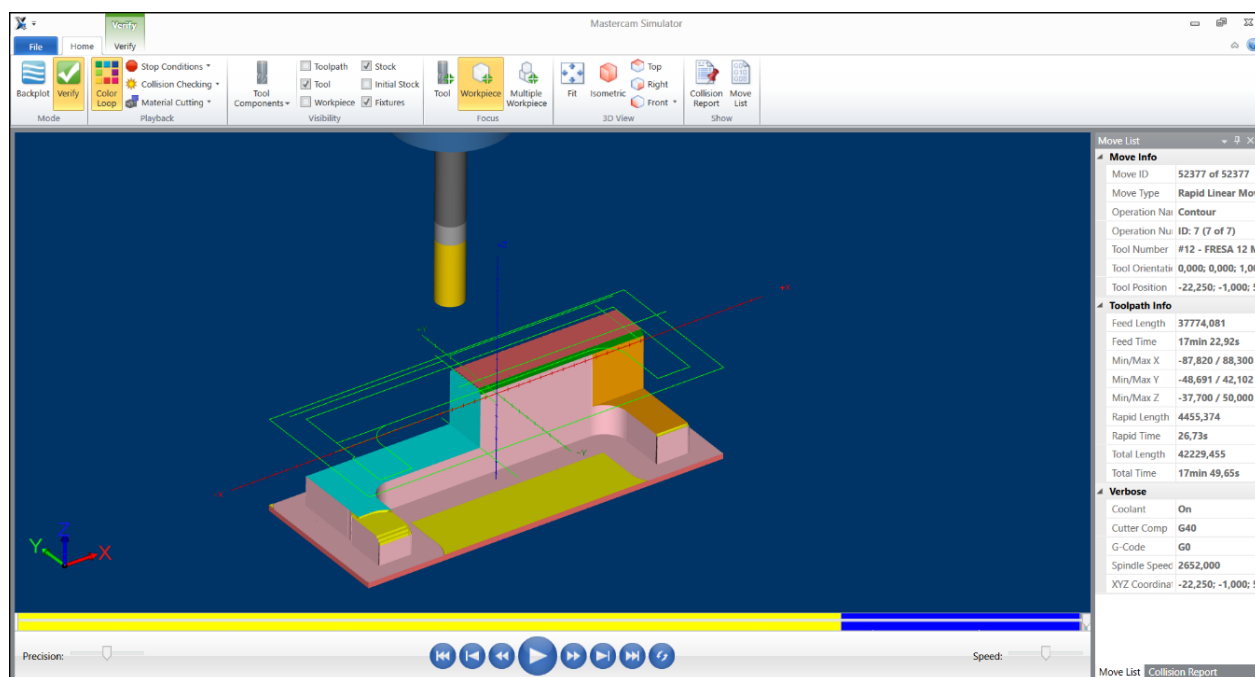 Verify
Mastercam Simulator
File Home Verify
Backplot Verify
Mode
Color Loop
Stop Conditions
Collision Checking
Material Cutting
Playback
Tool Components
Toolpath
Tool
Workpiece
Stock
Initial Stock
Fixtures
Visibility
Tool
Workpiece
Multiple Workpiece
Focus
Fit
Isometric
Top
Right
Front
3D View
Collision Report
Move List
Show
Move List
Move Info
Move ID 52377 of 52377
Move Type Rapid Linear Mov
Operation Nar Contour
Operation Nu ID: 7 (7 of 7)
Tool Number #12 - FRESA 12 M
Tool Orientati 0,000; 0,000; 1,00
Tool Position -22,250; -1,000; 5
Toolpath Info
Feed Length 37774,081
Feed Time 17min 22,92s
Min/Max X -87,820 / 88,300
Min/Max Y -48,691 / 42,102
Min/Max Z -37,700 / 50,000
Rapid Length 4455,374
Rapid Time 26,73s
Total Length 42229,455
Total Time 17min 49,65s
Verbose
Coolant On
Cutter Comp G40
G-Code G0
Spindle Speed 2652,000
XYZ Coordinat -22,250; -1,000; 5
+Z
+X
+Y
-Y
-X
Z
Y
X
Precision:
Speed:
Move List Collision Report